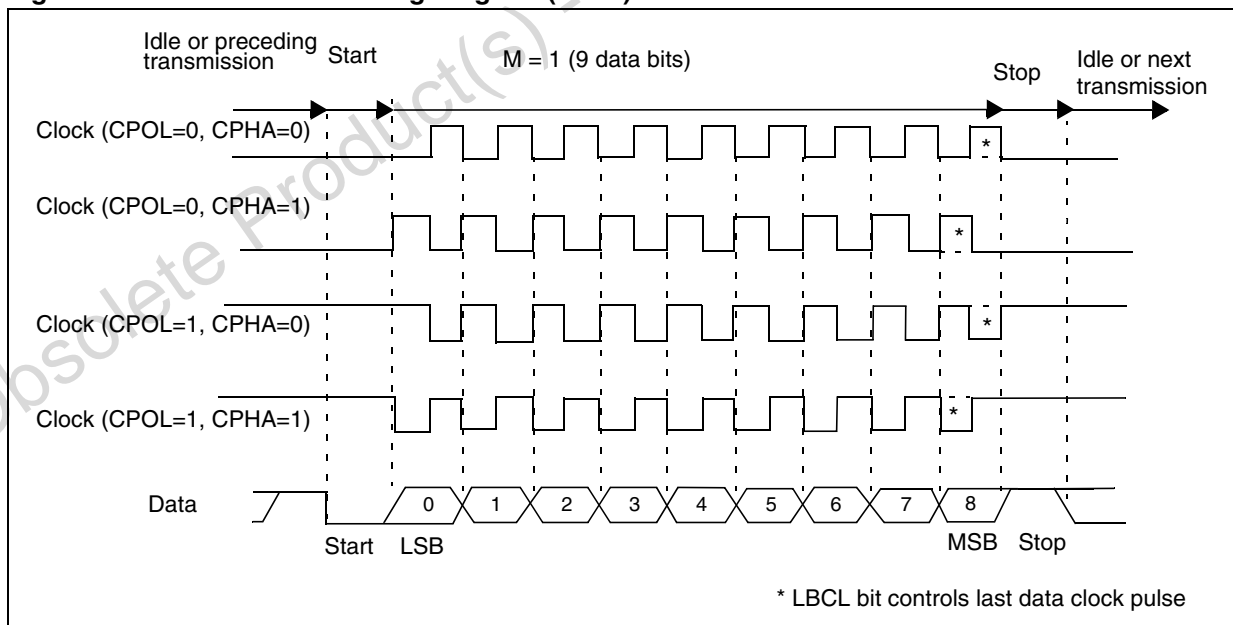 Idle or preceding
transmission
Start
M = 1 (9 data bits)
Stop
Idle or next
transmission
Clock (CPOL=0, CPHA=0)
*
Clock (CPOL=0, CPHA=1)
*
Clock (CPOL=1, CPHA=0)
*
Clock (CPOL=1, CPHA=1)
*
Data
0 1 2 3 4 5 6 7 8
Start LSB MSB Stop
* LBCL bit controls last data clock pulse
Obsolete Product(s)